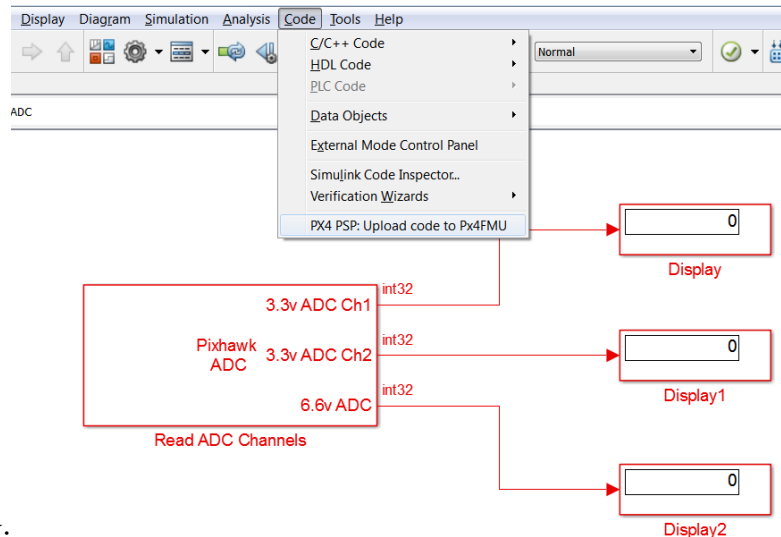 Display Diagram Simulation Analysis Code Tools Help
C/C++ Code
HDL Code
PLC Code
Data Objects
External Mode Control Panel
Simulink Code Inspector...
Verification Wizards
PX4 PSP: Upload code to Px4FMU
Normal
ADC
int32
3.3v ADC Ch1
Pixhawk
ADC
int32
3.3v ADC Ch2
int32
6.6v ADC
Read ADC Channels
0
Display
0
Display1
0
Display2
.